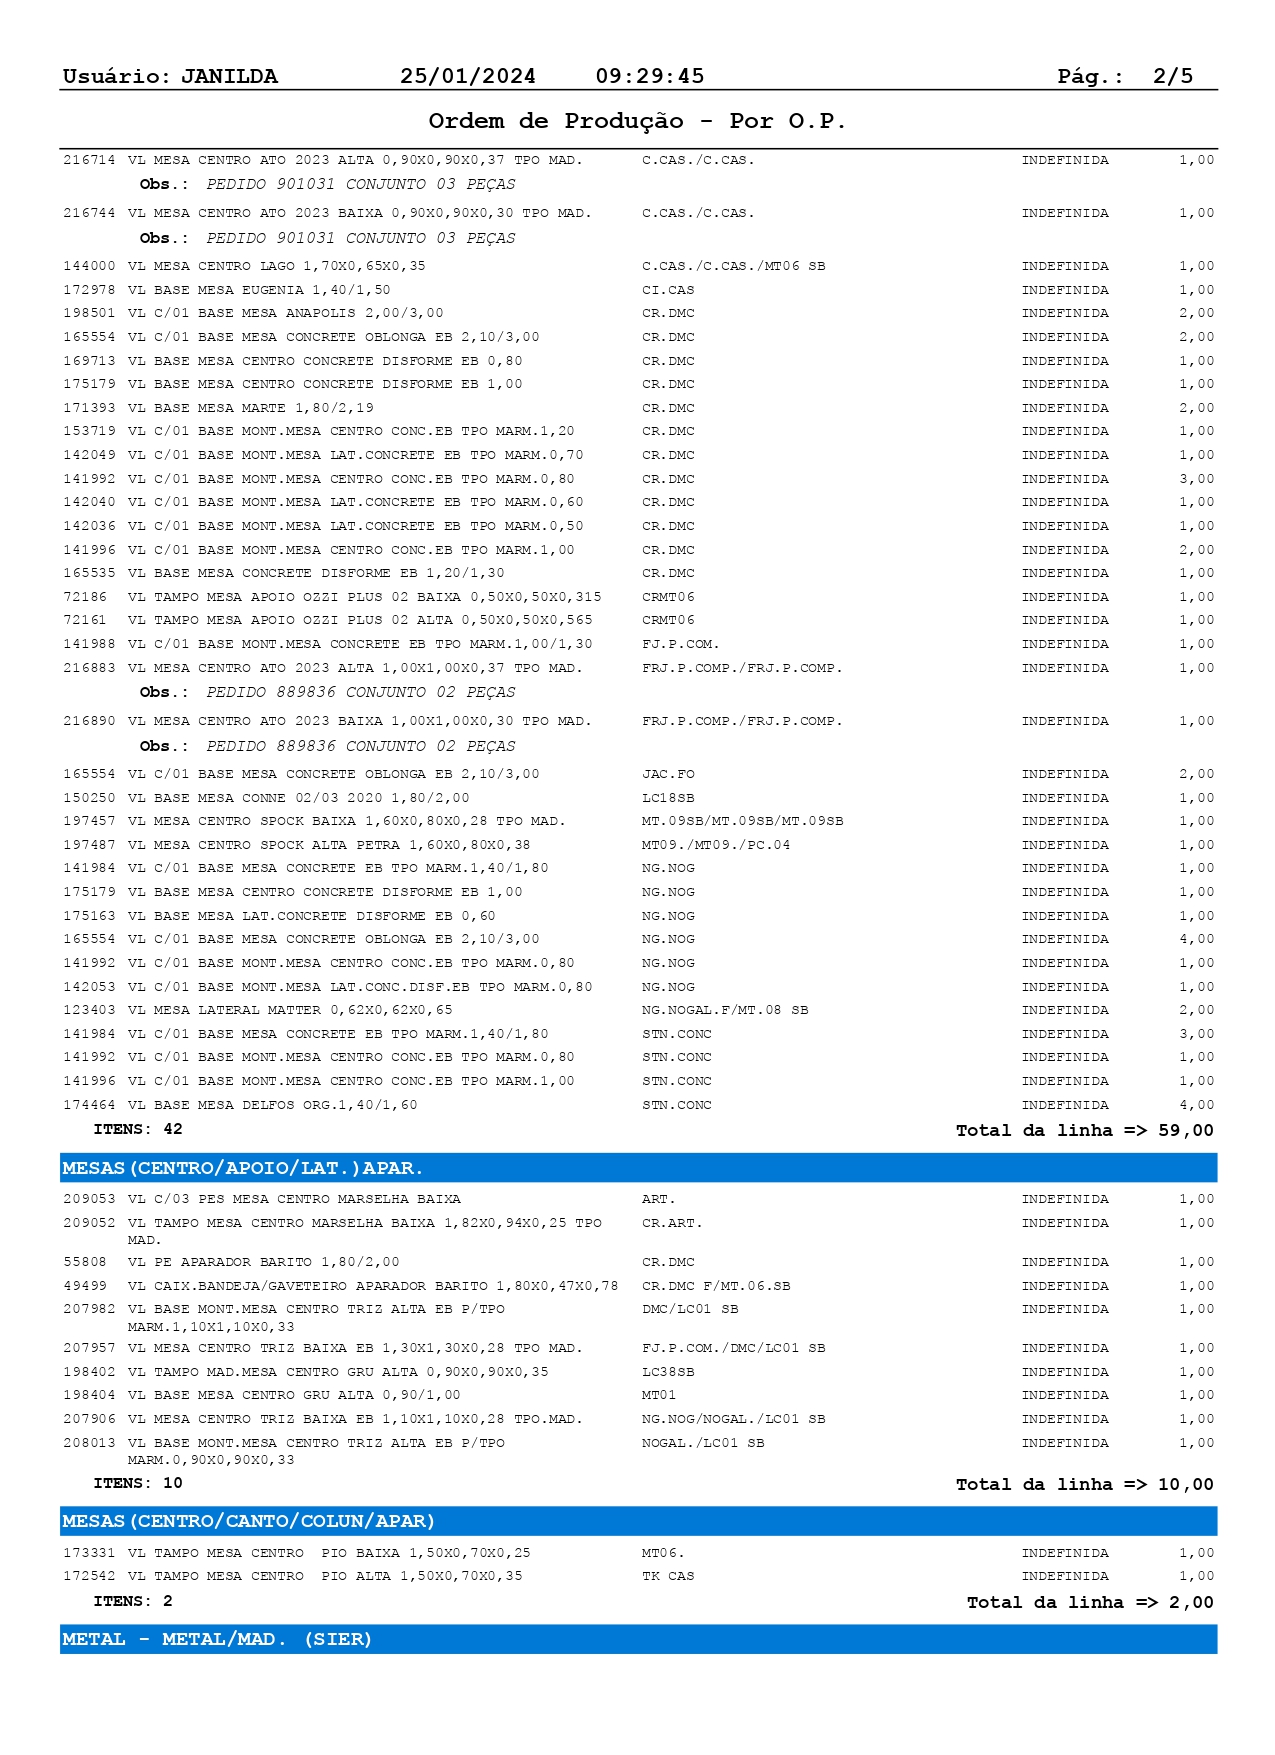 Usuário: JANILDA 25/01/2024 09:29:45 Pág.: 2/5
Ordem de Produção - Por O.P.
216714 VL MESA CENTRO ATO 2023 ALTA 0,90X0,90X0,37 TPO MAD. C.CAS./C.CAS. INDEFINIDA 1,00
Obs.: PEDIDO 901031 CONJUNTO 03 PEÇAS
216744 VL MESA CENTRO ATO 2023 BAIXA 0,90X0,90X0,30 TPO MAD. C.CAS./C.CAS. INDEFINIDA 1,00
Obs.: PEDIDO 901031 CONJUNTO 03 PEÇAS
144000 VL MESA CENTRO LAGO 1,70X0,65X0,35 C.CAS./C.CAS./MT06 SB INDEFINIDA 1,00
172978 VL BASE MESA EUGENIA 1,40/1,50 CI.CAS INDEFINIDA 1,00
198501 VL C/01 BASE MESA ANAPOLIS 2,00/3,00 CR.DMC INDEFINIDA 2,00
165554 VL C/01 BASE MESA CONCRETE OBLONGA EB 2,10/3,00 CR.DMC INDEFINIDA 2,00
169713 VL BASE MESA CENTRO CONCRETE DISFORME EB 0,80 CR.DMC INDEFINIDA 1,00
175179 VL BASE MESA CENTRO CONCRETE DISFORME EB 1,00 CR.DMC INDEFINIDA 1,00
171393 VL BASE MESA MARTE 1,80/2,19 CR.DMC INDEFINIDA 2,00
153719 VL C/01 BASE MONT.MESA CENTRO CONC.EB TPO MARM.1,20 CR.DMC INDEFINIDA 1,00
142049 VL C/01 BASE MONT.MESA LAT.CONCRETE EB TPO MARM.0,70 CR.DMC INDEFINIDA 1,00
141992 VL C/01 BASE MONT.MESA CENTRO CONC.EB TPO MARM.0,80 CR.DMC INDEFINIDA 3,00
142040 VL C/01 BASE MONT.MESA LAT.CONCRETE EB TPO MARM.0,60 CR.DMC INDEFINIDA 1,00
142036 VL C/01 BASE MONT.MESA LAT.CONCRETE EB TPO MARM.0,50 CR.DMC INDEFINIDA 1,00
141996 VL C/01 BASE MONT.MESA CENTRO CONC.EB TPO MARM.1,00 CR.DMC INDEFINIDA 2,00
165535 VL BASE MESA CONCRETE DISFORME EB 1,20/1,30 CR.DMC INDEFINIDA 1,00
72186 VL TAMPO MESA APOIO OZZI PLUS 02 BAIXA 0,50X0,50X0,315 CRMT06 INDEFINIDA 1,00
72161 VL TAMPO MESA APOIO OZZI PLUS 02 ALTA 0,50X0,50X0,565 CRMT06 INDEFINIDA 1,00
141988 VL C/01 BASE MONT.MESA CONCRETE EB TPO MARM.1,00/1,30 FJ.P.COM. INDEFINIDA 1,00
216883 VL MESA CENTRO ATO 2023 ALTA 1,00X1,00X0,37 TPO MAD. FRJ.P.COMP./FRJ.P.COMP. INDEFINIDA 1,00
Obs.: PEDIDO 889836 CONJUNTO 02 PEÇAS
216890 VL MESA CENTRO ATO 2023 BAIXA 1,00X1,00X0,30 TPO MAD. FRJ.P.COMP./FRJ.P.COMP. INDEFINIDA 1,00
Obs.: PEDIDO 889836 CONJUNTO 02 PEÇAS
165554 VL C/01 BASE MESA CONCRETE OBLONGA EB 2,10/3,00 JAC.FO INDEFINIDA 2,00
150250 VL BASE MESA CONNE 02/03 2020 1,80/2,00 LC18SB INDEFINIDA 1,00
197457 VL MESA CENTRO SPOCK BAIXA 1,60X0,80X0,28 TPO MAD. MT.09SB/MT.09SB/MT.09SB INDEFINIDA 1,00
197487 VL MESA CENTRO SPOCK ALTA PETRA 1,60X0,80X0,38 MT09./MT09./PC.04 INDEFINIDA 1,00
141984 VL C/01 BASE MESA CONCRETE EB TPO MARM.1,40/1,80 NG.NOG INDEFINIDA 1,00
175179 VL BASE MESA CENTRO CONCRETE DISFORME EB 1,00 NG.NOG INDEFINIDA 1,00
175163 VL BASE MESA LAT.CONCRETE DISFORME EB 0,60 NG.NOG INDEFINIDA 1,00
165554 VL C/01 BASE MESA CONCRETE OBLONGA EB 2,10/3,00 NG.NOG INDEFINIDA 4,00
141992 VL C/01 BASE MONT.MESA CENTRO CONC.EB TPO MARM.0,80 NG.NOG INDEFINIDA 1,00
142053 VL C/01 BASE MONT.MESA LAT.CONC.DISF.EB TPO MARM.0,80 NG.NOG INDEFINIDA 1,00
123403 VL MESA LATERAL MATTER 0,62X0,62X0,65 NG.NOGAL.F/MT.08 SB INDEFINIDA 2,00
141984 VL C/01 BASE MESA CONCRETE EB TPO MARM.1,40/1,80 STN.CONC INDEFINIDA 3,00
141992 VL C/01 BASE MONT.MESA CENTRO CONC.EB TPO MARM.0,80 STN.CONC INDEFINIDA 1,00
141996 VL C/01 BASE MONT.MESA CENTRO CONC.EB TPO MARM.1,00 STN.CONC INDEFINIDA 1,00
174464 VL BASE MESA DELFOS ORG.1,40/1,60 STN.CONC INDEFINIDA 4,00
ITENS: 42 Total da linha => 59,00
MESAS(CENTRO/APOIO/LAT.)APAR.
209053 VL C/03 PES MESA CENTRO MARSELHA BAIXA ART. INDEFINIDA 1,00
209052 VL TAMPO MESA CENTRO MARSELHA BAIXA 1,82X0,94X0,25 TPO CR.ART. INDEFINIDA 1,00
MAD.
55808 VL PE APARADOR BARITO 1,80/2,00 CR.DMC INDEFINIDA 1,00
49499 VL CAIX.BANDEJA/GAVETEIRO APARADOR BARITO 1,80X0,47X0,78 CR.DMC F/MT.06.SB INDEFINIDA 1,00
207982 VL BASE MONT.MESA CENTRO TRIZ ALTA EB P/TPO DMC/LC01 SB INDEFINIDA 1,00
MARM.1,10X1,10X0,33
207957 VL MESA CENTRO TRIZ BAIXA EB 1,30X1,30X0,28 TPO MAD. FJ.P.COM./DMC/LC01 SB INDEFINIDA 1,00
198402 VL TAMPO MAD.MESA CENTRO GRU ALTA 0,90X0,90X0,35 LC38SB INDEFINIDA 1,00
198404 VL BASE MESA CENTRO GRU ALTA 0,90/1,00 MT01 INDEFINIDA 1,00
207906 VL MESA CENTRO TRIZ BAIXA EB 1,10X1,10X0,28 TPO.MAD. NG.NOG/NOGAL./LC01 SB INDEFINIDA 1,00
208013 VL BASE MONT.MESA CENTRO TRIZ ALTA EB P/TPO NOGAL./LC01 SB INDEFINIDA 1,00
MARM.0,90X0,90X0,33
ITENS: 10 Total da linha => 10,00
MESAS(CENTRO/CANTO/COLUN/APAR)
173331 VL TAMPO MESA CENTRO PIO BAIXA 1,50X0,70X0,25 MT06. INDEFINIDA 1,00
172542 VL TAMPO MESA CENTRO PIO ALTA 1,50X0,70X0,35 TK CAS INDEFINIDA 1,00
ITENS: 2 Total da linha => 2,00
METAL - METAL/MAD. (SIER)